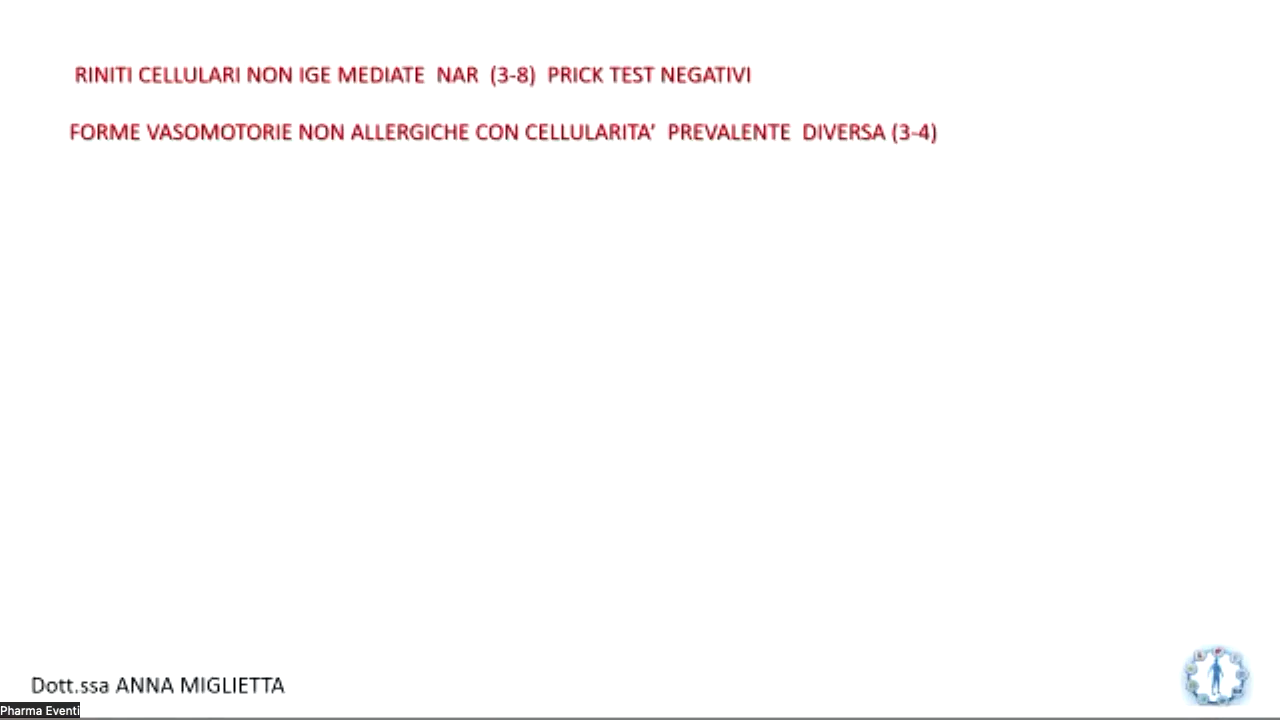 RINITI CELLULARI NON IGE MEDIATE NAR (3-8) PRICK TEST NEGATIVI
FORME VASOMOTORIE NON ALLERGICHE CON CELLULARITA’ PREVALENTE DIVERSA (3-4)
Dott.ssa ANNA MIGLIETTA
Pharma Eventi